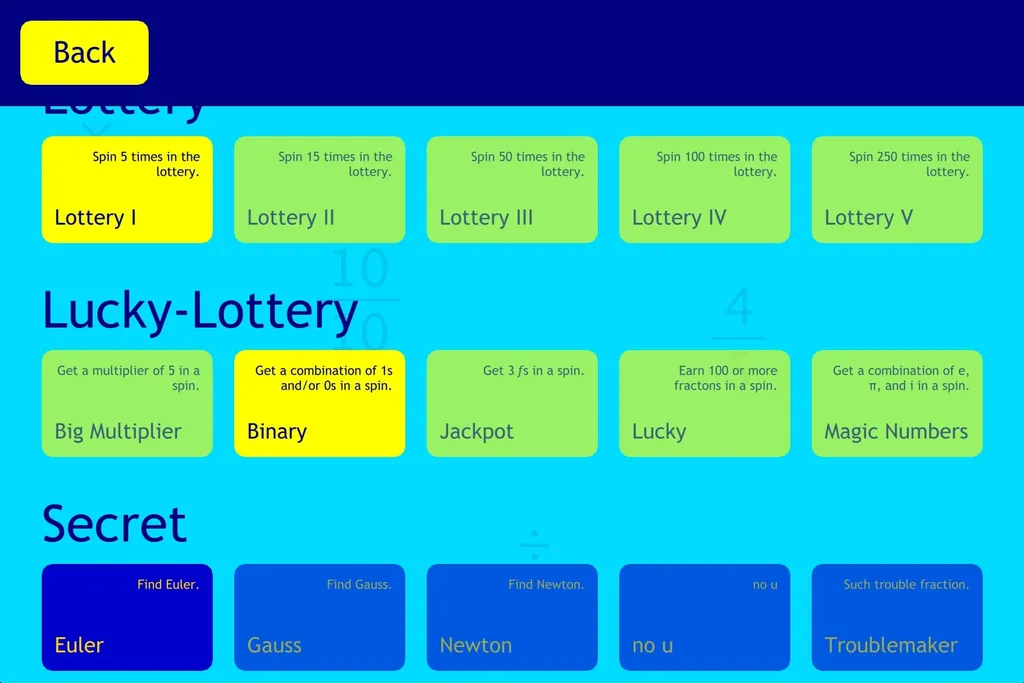 Back
Lottery
Spin 5 times in the
lottery.
Lottery I
Spin 15 times in the
lottery.
Lottery II
Spin 50 times in the
lottery.
Lottery III
Spin 100 times in the
lottery.
Lottery IV
Spin 250 times in the
lottery.
Lottery V
10
10
4
Lucky-Lottery
Get a multiplier of 5 in a
spin.
Big Multiplier
Get a combination of 1s
and/or 0s in a spin.
Binary
Get 3 ƒs in a spin.
Jackpot
Earn 100 or more
fractons in a spin.
Lucky
Get a combination of e,
π, and i in a spin.
Magic Numbers
÷
Secret
Find Euler.
Euler
Find Gauss.
Gauss
Find Newton.
Newton
no u
no u
Such trouble fraction.
Troublemaker